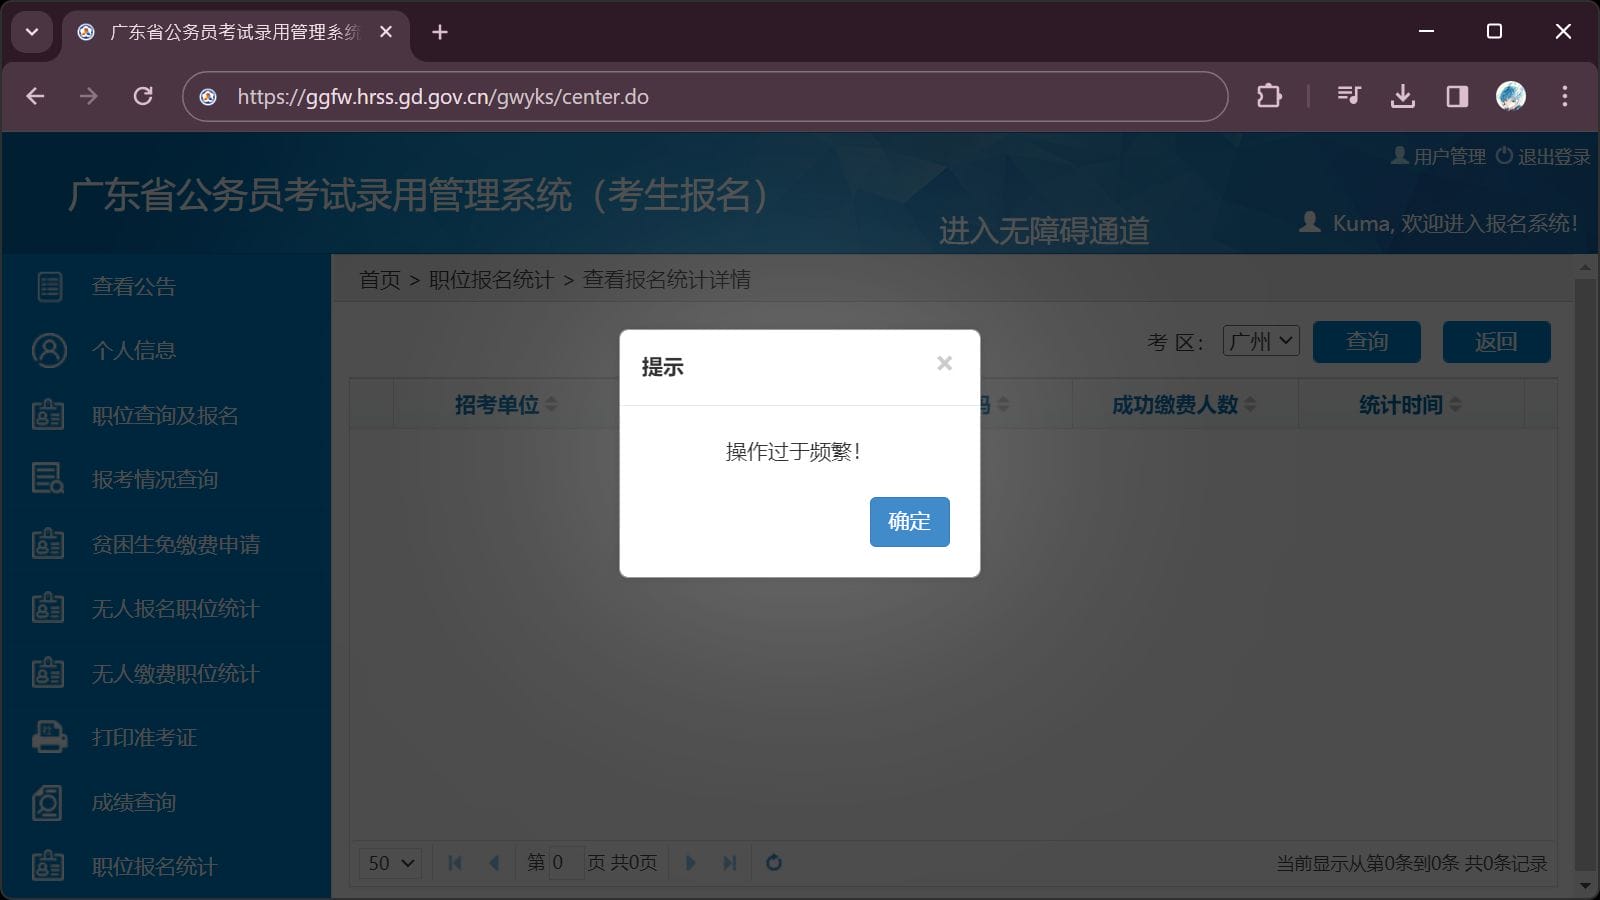 广东省公务员考试录用管理系统
https://ggfw.hrss.gd.gov.cn/gwyks/center.do
用户管理 退出登录
广东省公务员考试录用管理系统（考生报名）
进入无障碍通道
Kuma, 欢迎进入报名系统！
查看公告
个人信息
职位查询及报名
报考情况查询
贫困生免缴费申请
无人报名职位统计
无人缴费职位统计
打印准考证
成绩查询
职位报名统计
首页 > 职位报名统计 > 查看报名统计详情
考 区： 广州 查询 返回
招考单位 码 成功缴费人数 统计时间
提示 ×
操作过于频繁！
确定
50 第 0 页 共0页 当前显示从第0条到0条 共0条记录